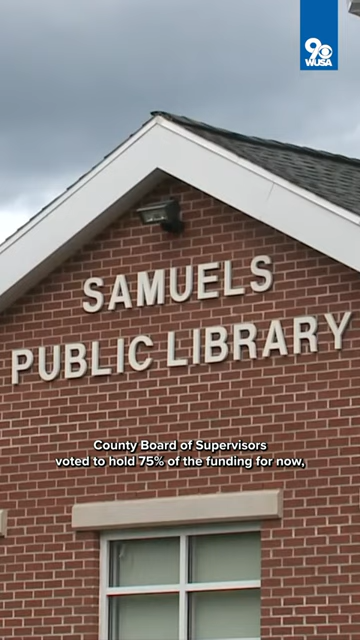 9
WUSA
SAMUELS
PUBLIC LIBRARY
County Board of Supervisors
voted to hold 75% of the funding for now,